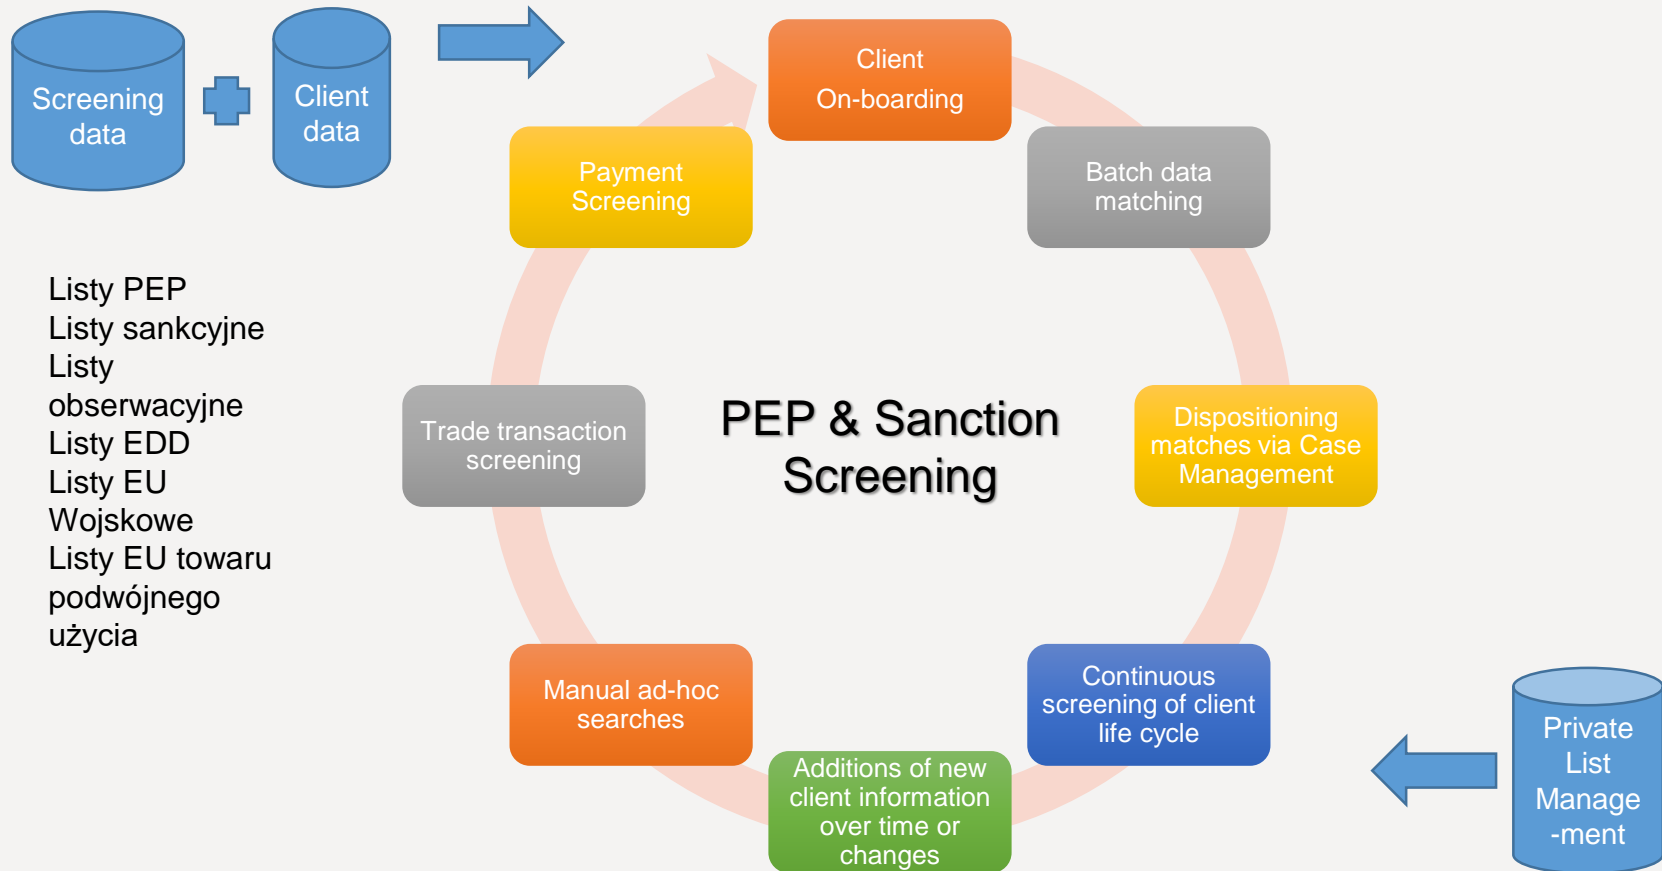 Screening
data
Client
data
Client
On-boarding
Batch data
matching
Dispositioning
matches via Case
Management
Continuous
screening of client
life cycle
Additions of new
client information
over time or
changes
Manual ad-hoc
searches
Trade transaction
screening
Payment
Screening
PEP & Sanction
Screening
Listy PEP
Listy sankcyjne
Listy
obserwacyjne
Listy EDD
Listy EU
Wojskowe
Listy EU towaru
podwójnego
użycia
Private
List
Manage
-ment